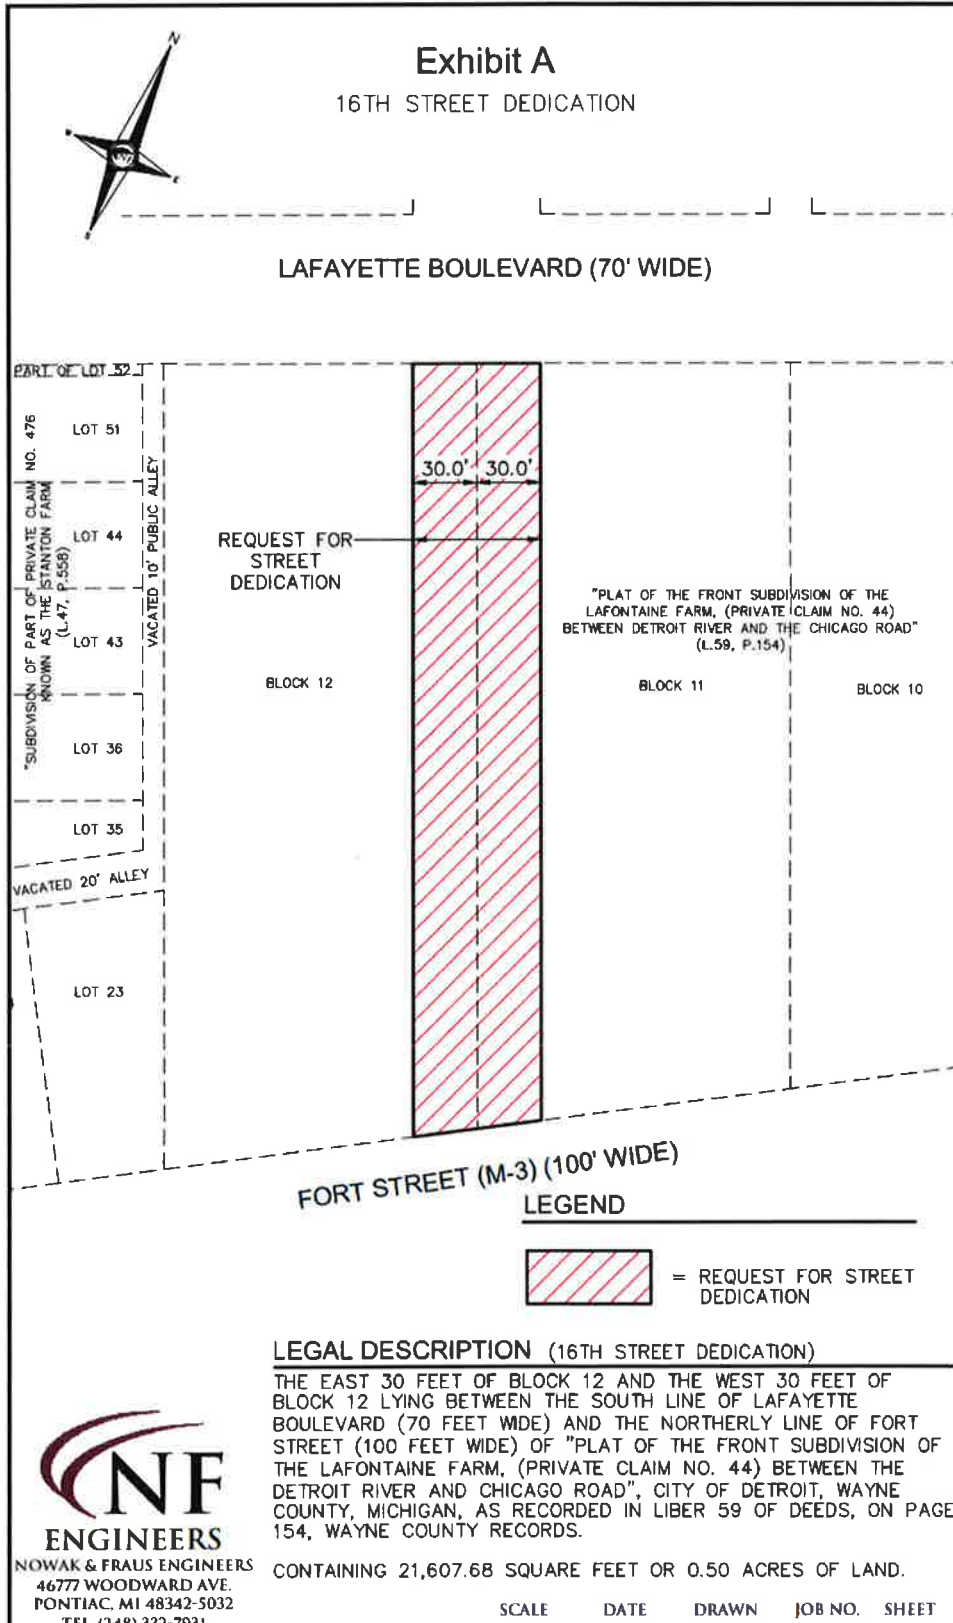 Exhibit A
16TH STREET DEDICATION
N
LAFAYETTE BOULEVARD (70' WIDE)
PART OF LOT 52
LOT 51
LOT 44
LOT 43
LOT 36
LOT 35
VACATED 20' ALLEY
LOT 23
"SUBDIVISION OF PART OF PRIVATE CLAIM NO. 476
KNOWN AS THE STANTON FARM
(L.47, P.558)
VACATED 10' PUBLIC ALLEY
30.0' 30.0'
REQUEST FOR
STREET
DEDICATION
BLOCK 12
"PLAT OF THE FRONT SUBDIVISION OF THE
LAFONTAINE FARM, (PRIVATE CLAIM NO. 44)
BETWEEN DETROIT RIVER AND THE CHICAGO ROAD"
(L.59, P.154)
BLOCK 11
BLOCK 10
FORT STREET (M-3) (100' WIDE)
LEGEND
= REQUEST FOR STREET
DEDICATION
LEGAL DESCRIPTION (16TH STREET DEDICATION)
THE EAST 30 FEET OF BLOCK 12 AND THE WEST 30 FEET OF
BLOCK 12 LYING BETWEEN THE SOUTH LINE OF LAFAYETTE
BOULEVARD (70 FEET WIDE) AND THE NORTHERLY LINE OF FORT
STREET (100 FEET WIDE) OF "PLAT OF THE FRONT SUBDIVISION OF
THE LAFONTAINE FARM, (PRIVATE CLAIM NO. 44) BETWEEN THE
DETROIT RIVER AND CHICAGO ROAD", CITY OF DETROIT, WAYNE
COUNTY, MICHIGAN, AS RECORDED IN LIBER 59 OF DEEDS, ON PAGE
154, WAYNE COUNTY RECORDS.
CONTAINING 21,607.68 SQUARE FEET OR 0.50 ACRES OF LAND.
NF
ENGINEERS
NOWAK & FRAUS ENGINEERS
46777 WOODWARD AVE.
PONTIAC, MI 48342-5032
TEL. (248) 332-7931
SCALE DATE DRAWN JOB NO. SHEET